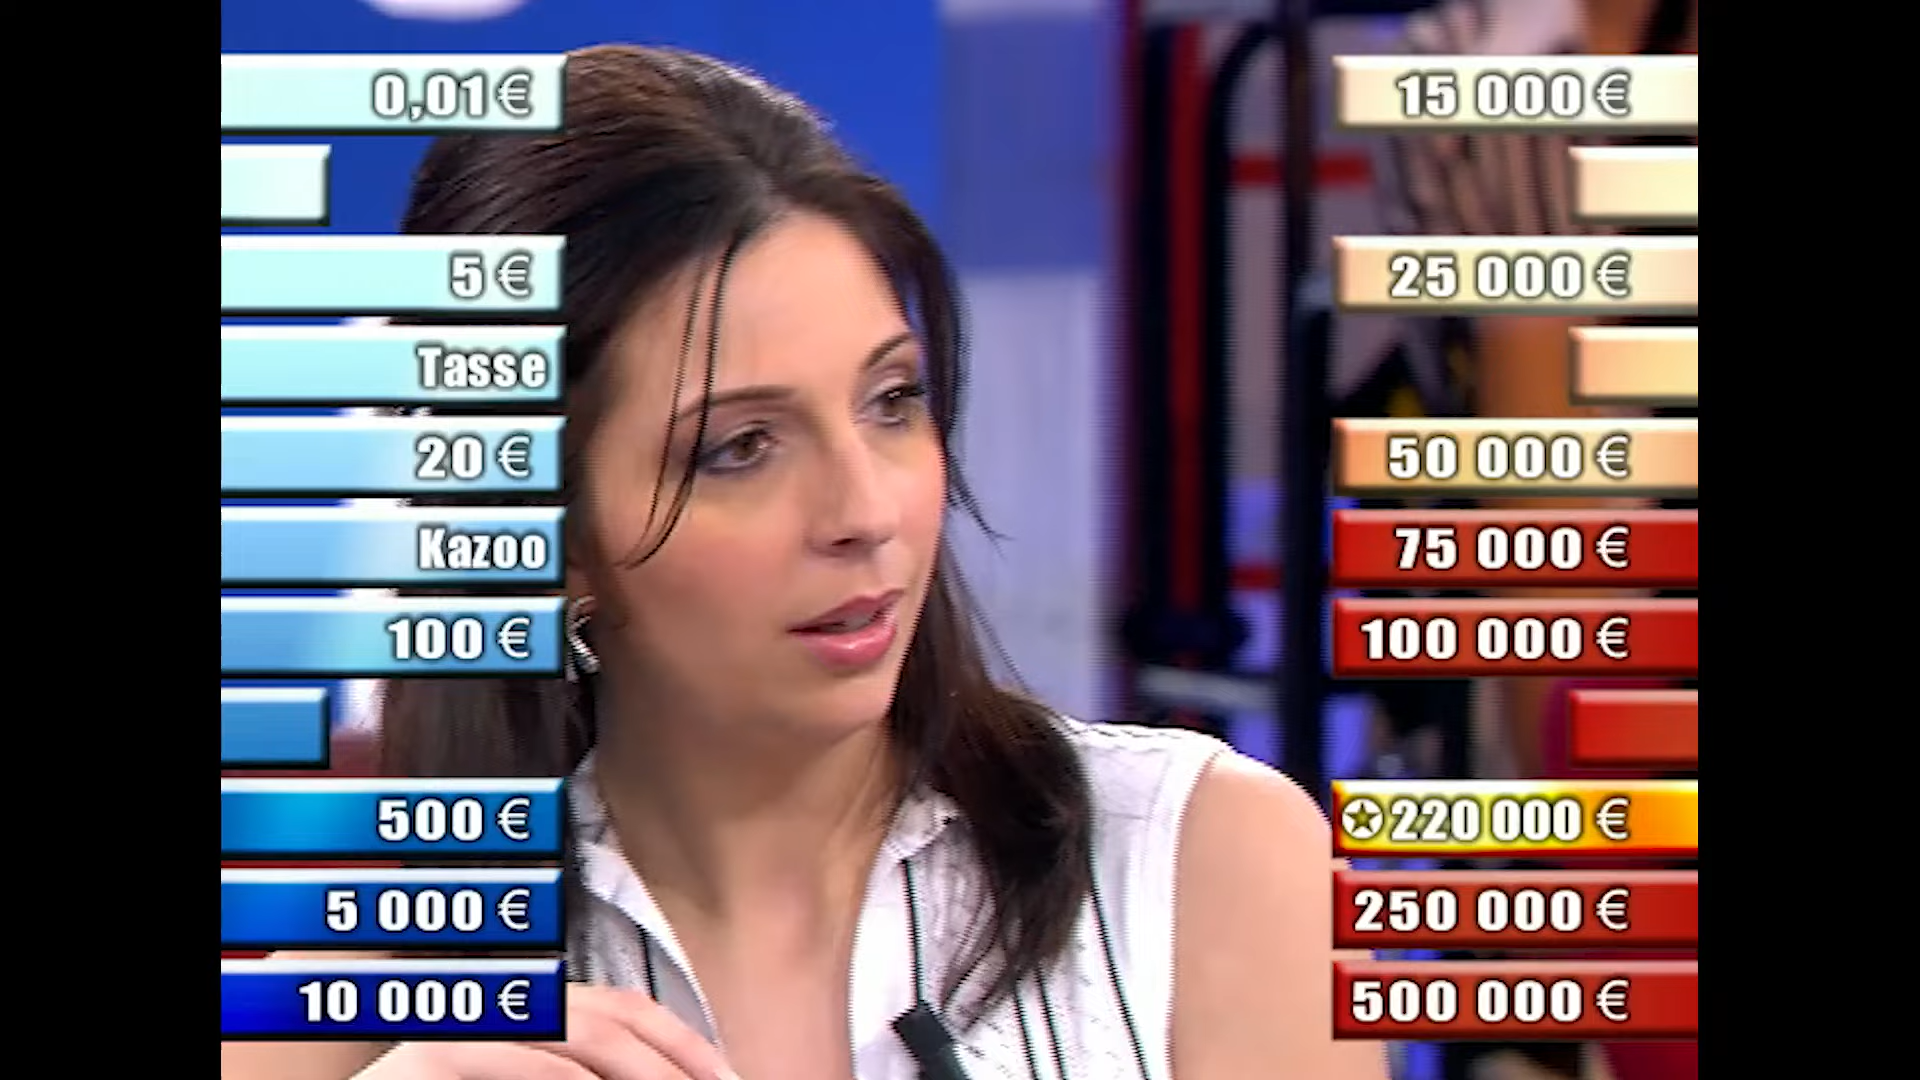 0,01 €
5 €
Tasse
20 €
Kazoo
100 €
500 €
5 000 €
10 000 €
15 000 €
25 000 €
50 000 €
75 000 €
100 000 €
220 000 €
250 000 €
500 000 €